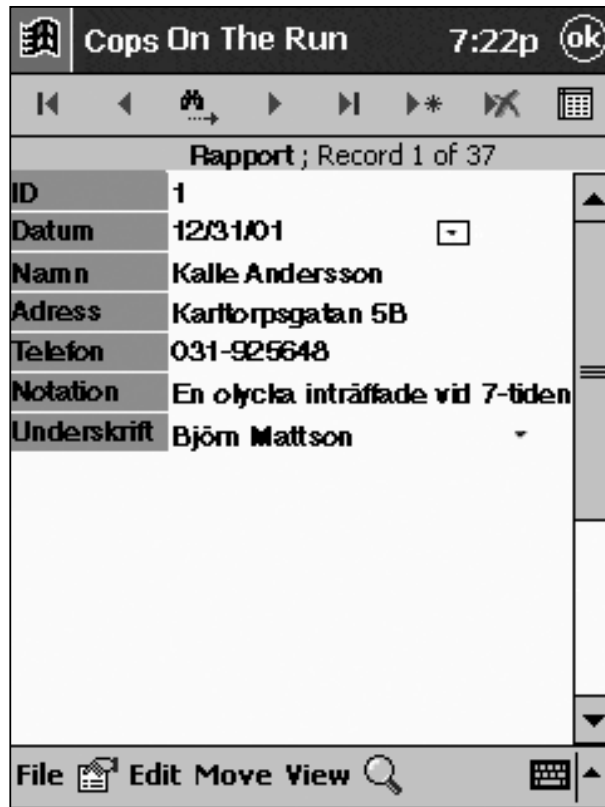 Cops On The Run 7:22p ok
Rapport ; Record 1 of 37
ID 1
Datum 12/31/01
Namn Kalle Andersson
Adress Karltorpsgatan 5B
Telefon 031-925648
Notation En olycka inträffade vid 7-tiden
Underskrift Björn Mattson
File Edit Move View